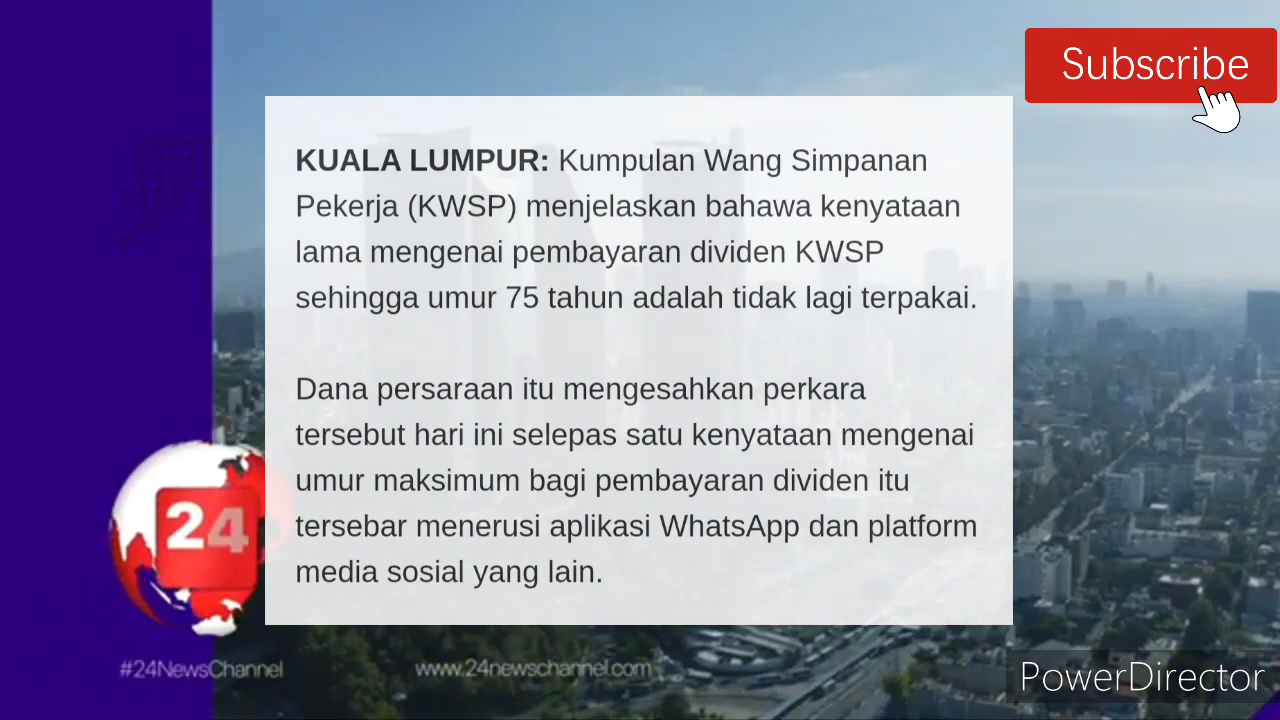 Subscribe
KUALA LUMPUR: Kumpulan Wang Simpanan
Pekerja (KWSP) menjelaskan bahawa kenyataan
lama mengenai pembayaran dividen KWSP
sehingga umur 75 tahun adalah tidak lagi terpakai.
Dana persaraan itu mengesahkan perkara
tersebut hari ini selepas satu kenyataan mengenai
umur maksimum bagi pembayaran dividen itu
tersebar menerusi aplikasi WhatsApp dan platform
media sosial yang lain.
24
#24NewsChannel
www.24newschannel.com
PowerDirector